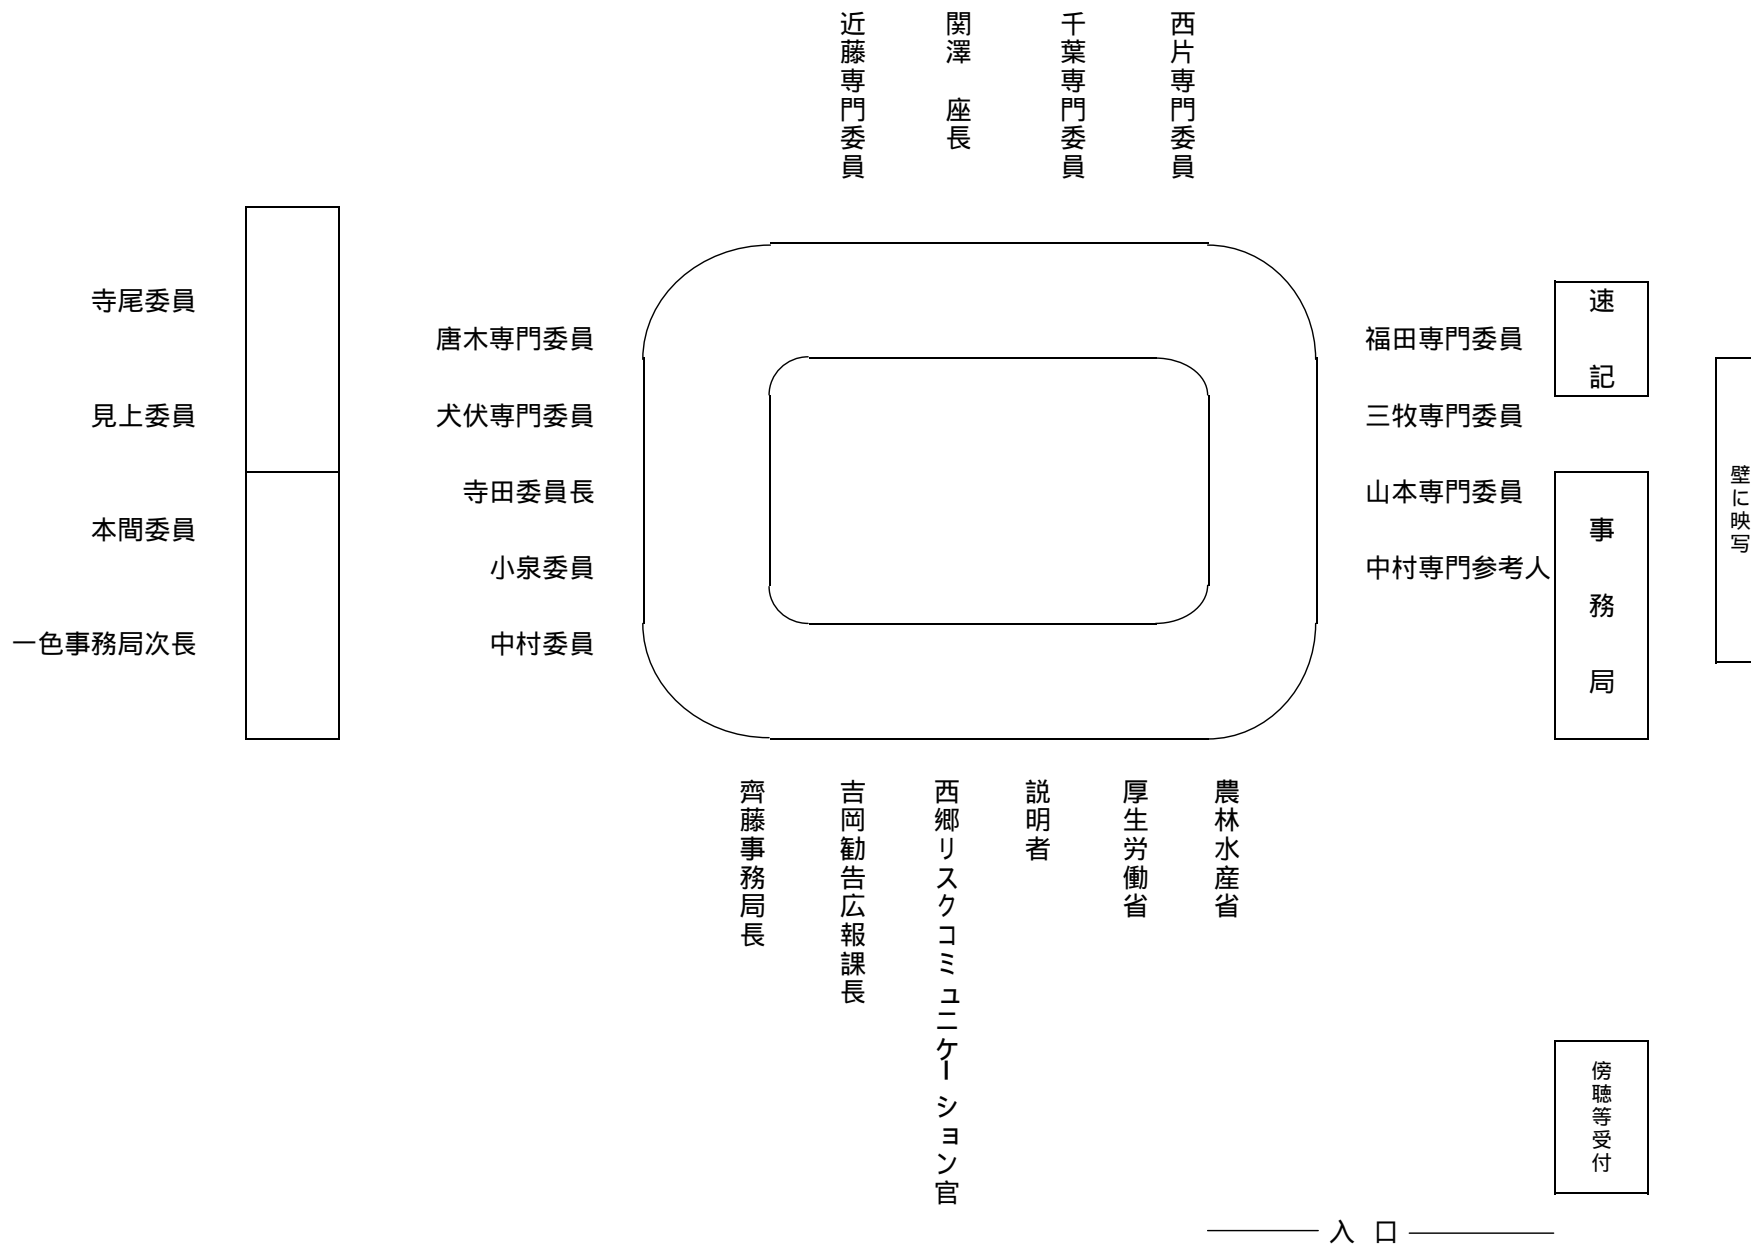 近藤専門委員
関澤　座長
千葉専門委員
西片専門委員
寺尾委員
見上委員
本間委員
一色事務局次長
唐木専門委員
犬伏専門委員
寺田委員長
小泉委員
中村委員
福田専門委員
三牧専門委員
山本専門委員
中村専門参考人
速記
事務局
壁に映写
齊藤事務局長
吉岡勧告広報課長
西郷リスクコミュニケーション官
説明者
厚生労働省
農林水産省
傍聴等受付
入口